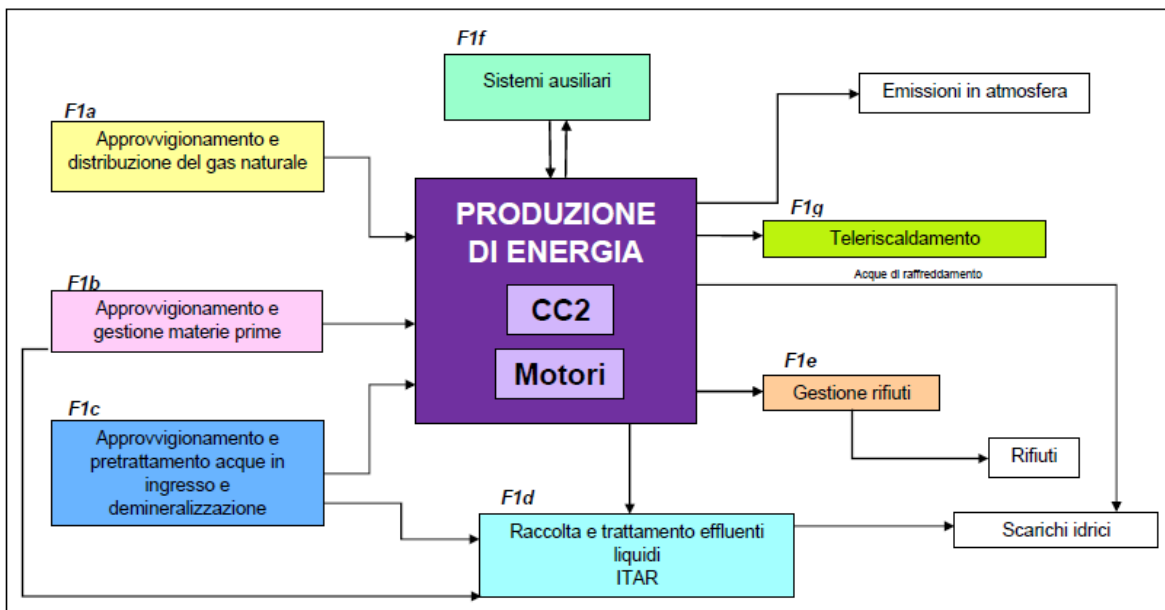 F1f
Sistemi ausiliari
Emissioni in atmosfera
F1a
Approvvigionamento e
distribuzione del gas naturale
PRODUZIONE
DI ENERGIA
CC2
Motori
F1g
Teleriscaldamento
Acque di raffreddamento
F1b
Approvvigionamento e
gestione materie prime
F1e
Gestione rifiuti
F1c
Approvvigionamento e
pretrattamento acque in
ingresso e
demineralizzazione
Rifiuti
F1d
Raccolta e trattamento effluenti
liquidi
ITAR
Scarichi idrici